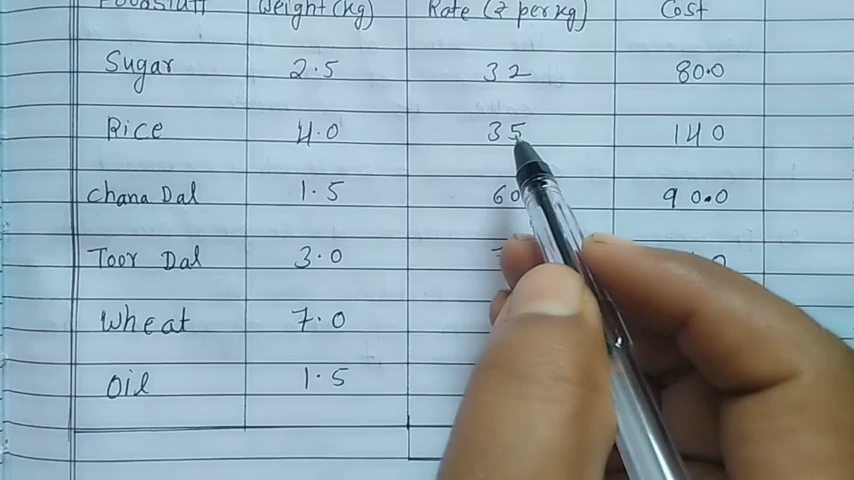 Foodstuff Weight (kg) Rate (₹ per kg) Cost
Sugar 2.5 32 80.0
Rice 4.0 35 140
Chana Dal 1.5 60 90.0
Toor Dal 3.0
Wheat 7.0
Oil 1.5